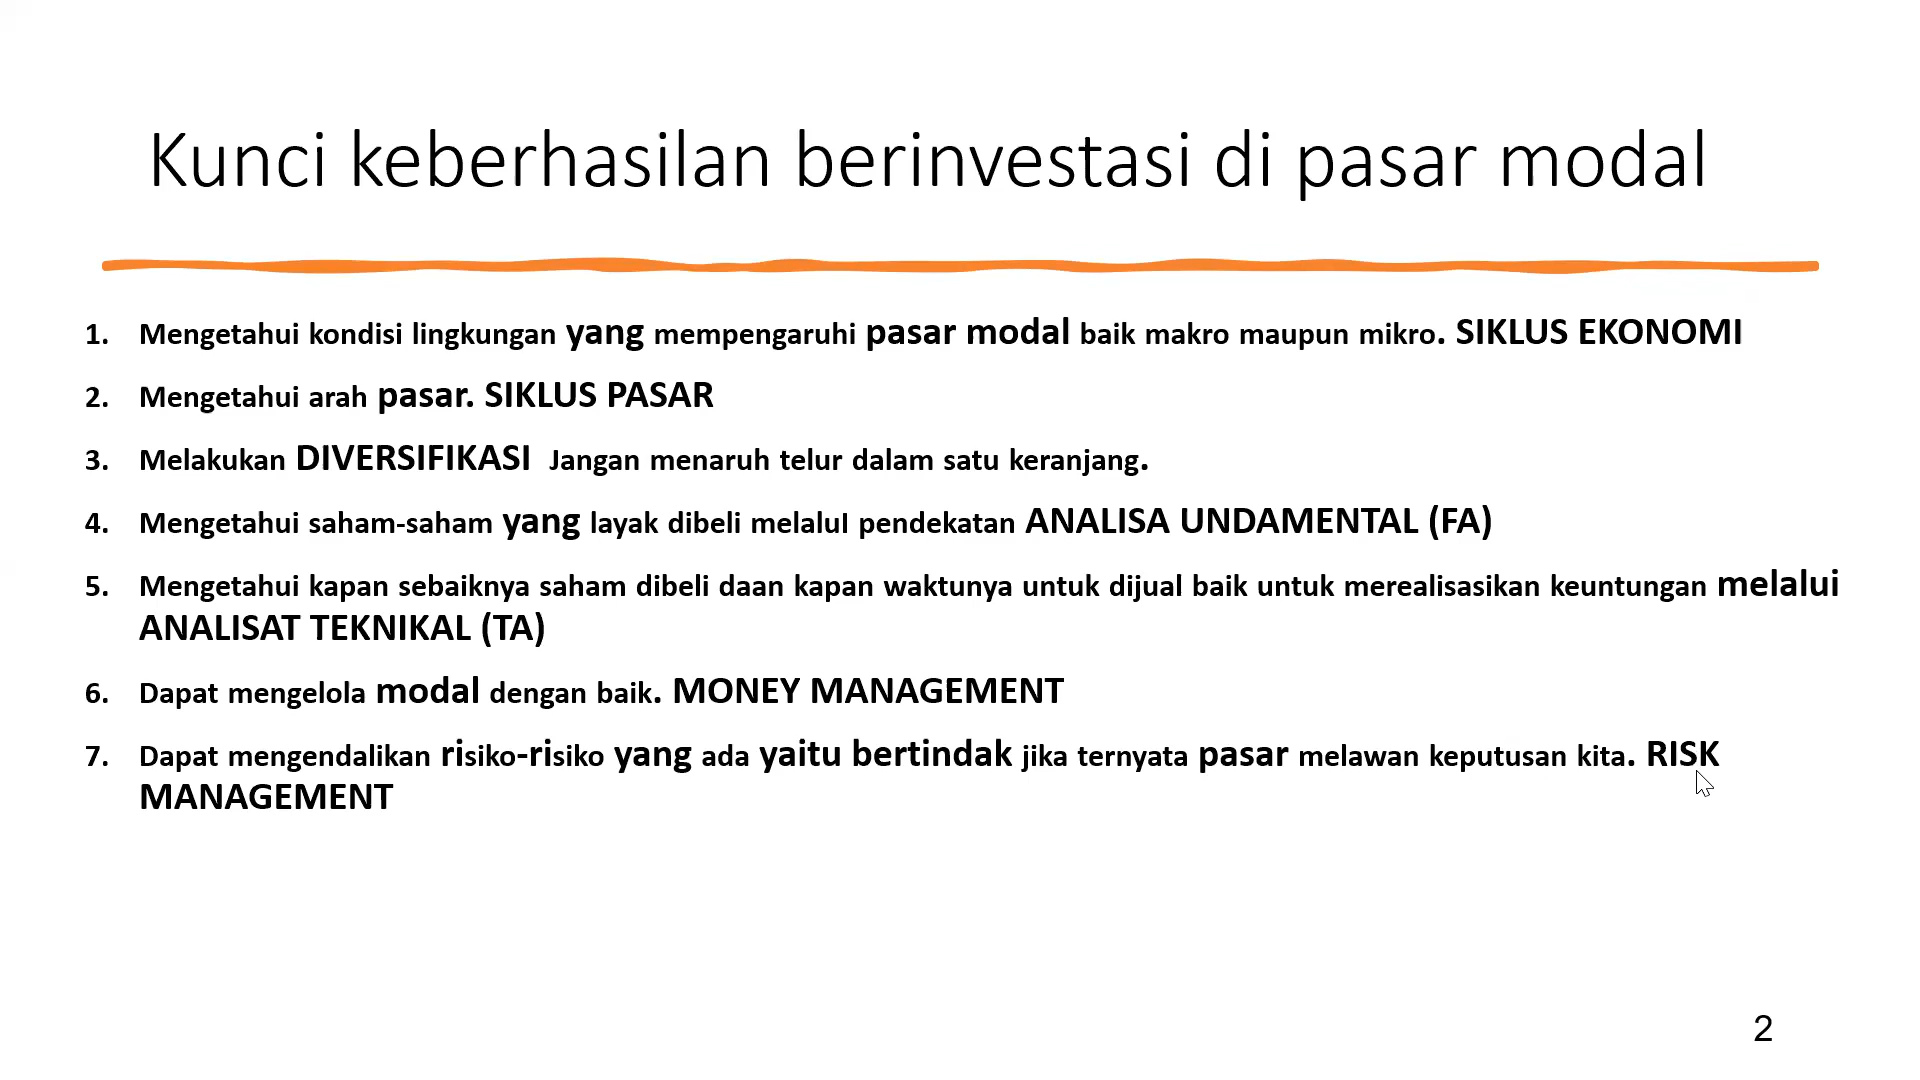 Kunci keberhasilan berinvestasi di pasar modal
1. Mengetahui kondisi lingkungan yang mempengaruhi pasar modal baik makro maupun mikro. SIKLUS EKONOMI
2. Mengetahui arah pasar. SIKLUS PASAR
3. Melakukan DIVERSIFIKASI Jangan menaruh telur dalam satu keranjang.
4. Mengetahui saham-saham yang layak dibeli melaluI pendekatan ANALISA UNDAMENTAL (FA)
5. Mengetahui kapan sebaiknya saham dibeli daan kapan waktunya untuk dijual baik untuk merealisasikan keuntungan melalui
ANALISAT TEKNIKAL (TA)
6. Dapat mengelola modal dengan baik. MONEY MANAGEMENT
7. Dapat mengendalikan risiko-risiko yang ada yaitu bertindak jika ternyata pasar melawan keputusan kita. RISK
MANAGEMENT
2